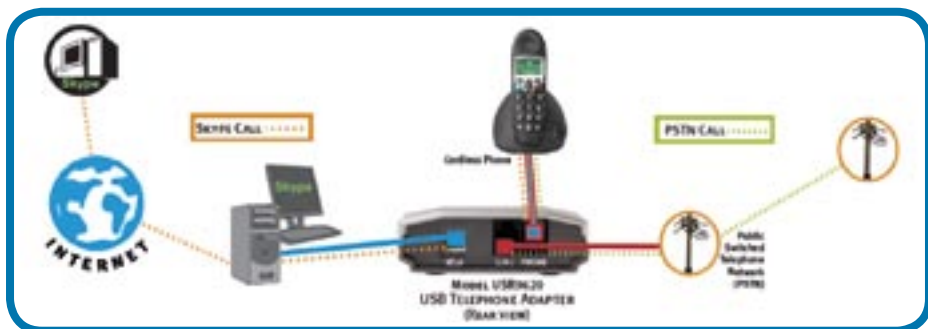 Skype
SKYPE CALL
PSTN CALL
Cordless Phone
Skype
INTERNET
Public
Switched
Telephone
Network
(PSTN)
MODEL USR9620
USB TELEPHONE ADAPTER
(REAR VIEW)